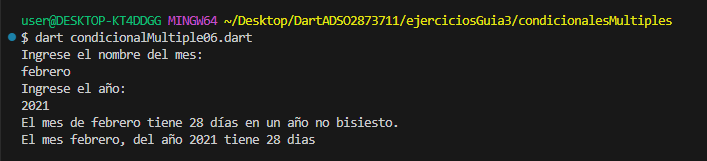 user@DESKTOP-KT4DDGG MINGW64 ~/Desktop/DartADSO2873711/ejerciciosGuia3/condicionalesMultiples
$ dart condicionalMultiple06.dart
Ingrese el nombre del mes:
febrero
Ingrese el año:
2021
El mes de febrero tiene 28 días en un año no bisiesto.
El mes febrero, del año 2021 tiene 28 dias